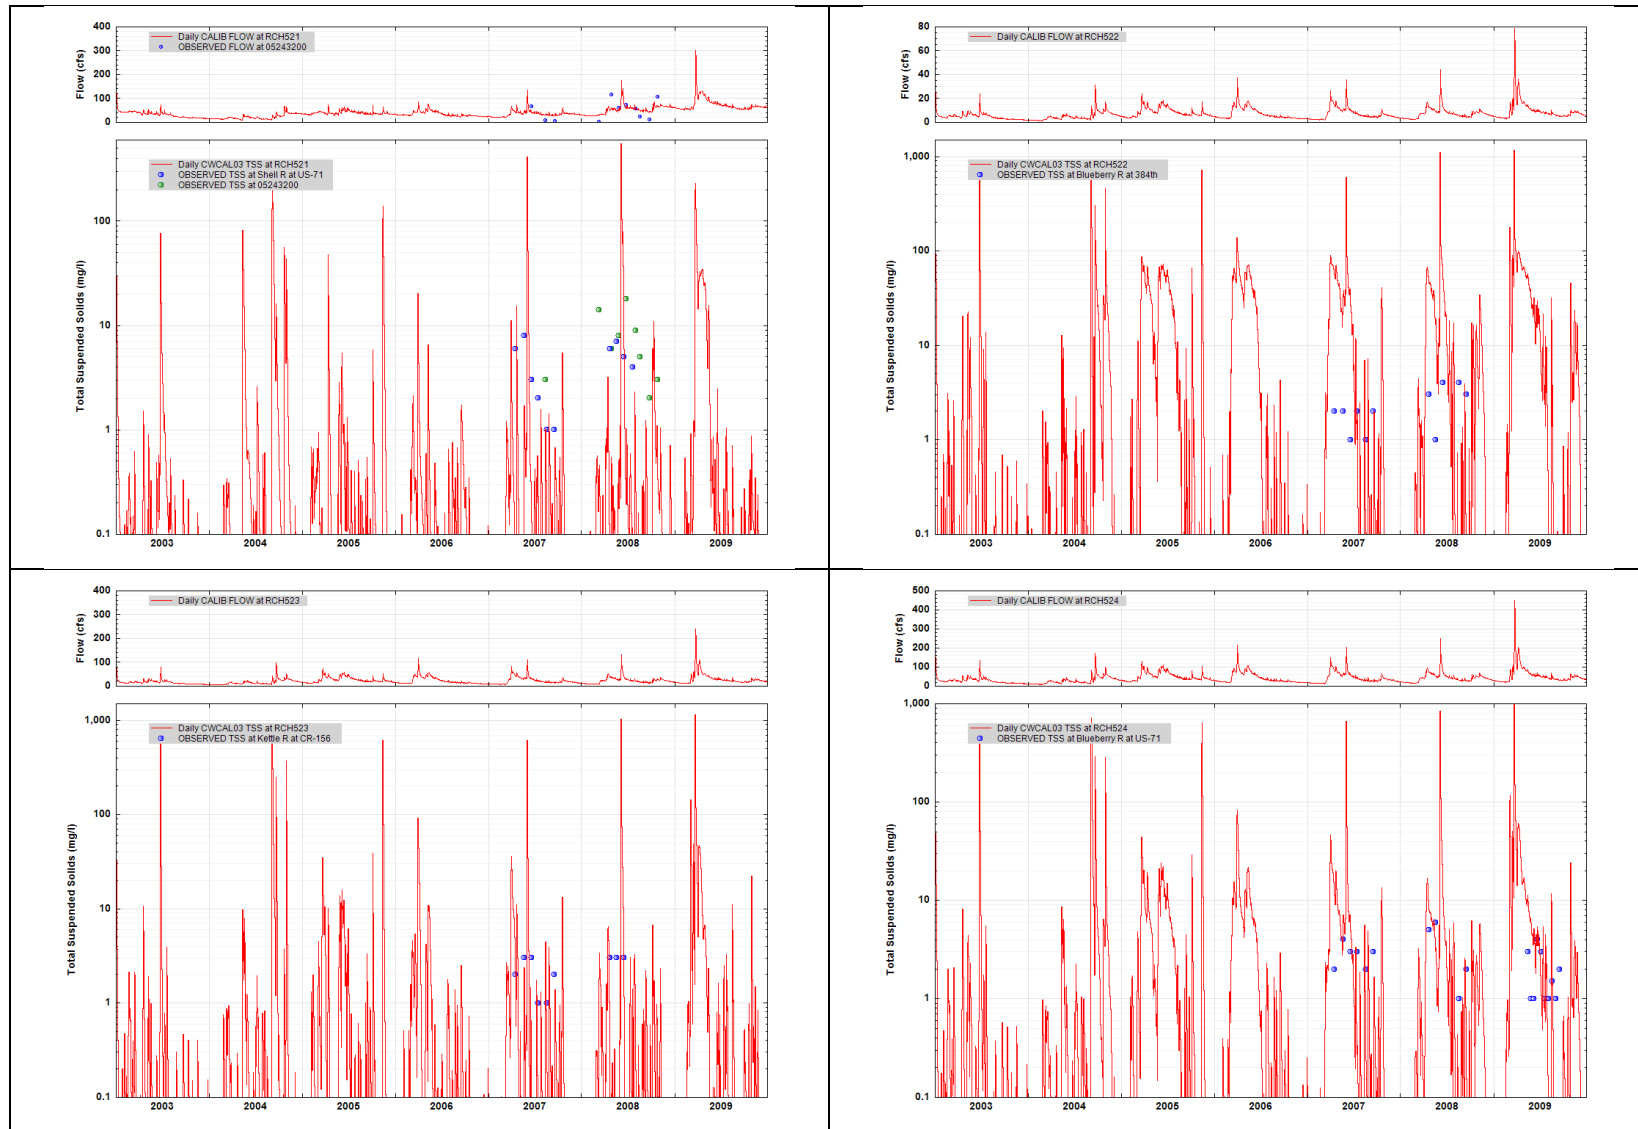 400
300
200
100
0
Flow (cfs)
Daily CALIB FLOW at RCH521
OBSERVED FLOW at 05243200
100
10
1
0.1
Total Suspended Solids (mg/l)
Daily CWCAL03 TSS at RCH521
OBSERVED TSS at Shell R at US-71
OBSERVED TSS at 05243200
2003 2004 2005 2006 2007 2008 2009
80
60
40
20
0
Flow (cfs)
Daily CALIB FLOW at RCH522
1,000
100
10
1
0.1
Total Suspended Solids (mg/l)
Daily CWCAL03 TSS at RCH522
OBSERVED TSS at Blueberry R at 384th
2003 2004 2005 2006 2007 2008 2009
400
300
200
100
0
Flow (cfs)
Daily CALIB FLOW at RCH523
1,000
100
10
1
0.1
Total Suspended Solids (mg/l)
Daily CWCAL03 TSS at RCH523
OBSERVED TSS at Kettle R at CR-156
2003 2004 2005 2006 2007 2008 2009
500
400
300
200
100
0
Flow (cfs)
Daily CALIB FLOW at RCH524
1,000
100
10
1
0.1
Total Suspended Solids (mg/l)
Daily CWCAL03 TSS at RCH524
OBSERVED TSS at Blueberry R at US-71
2003 2004 2005 2006 2007 2008 2009